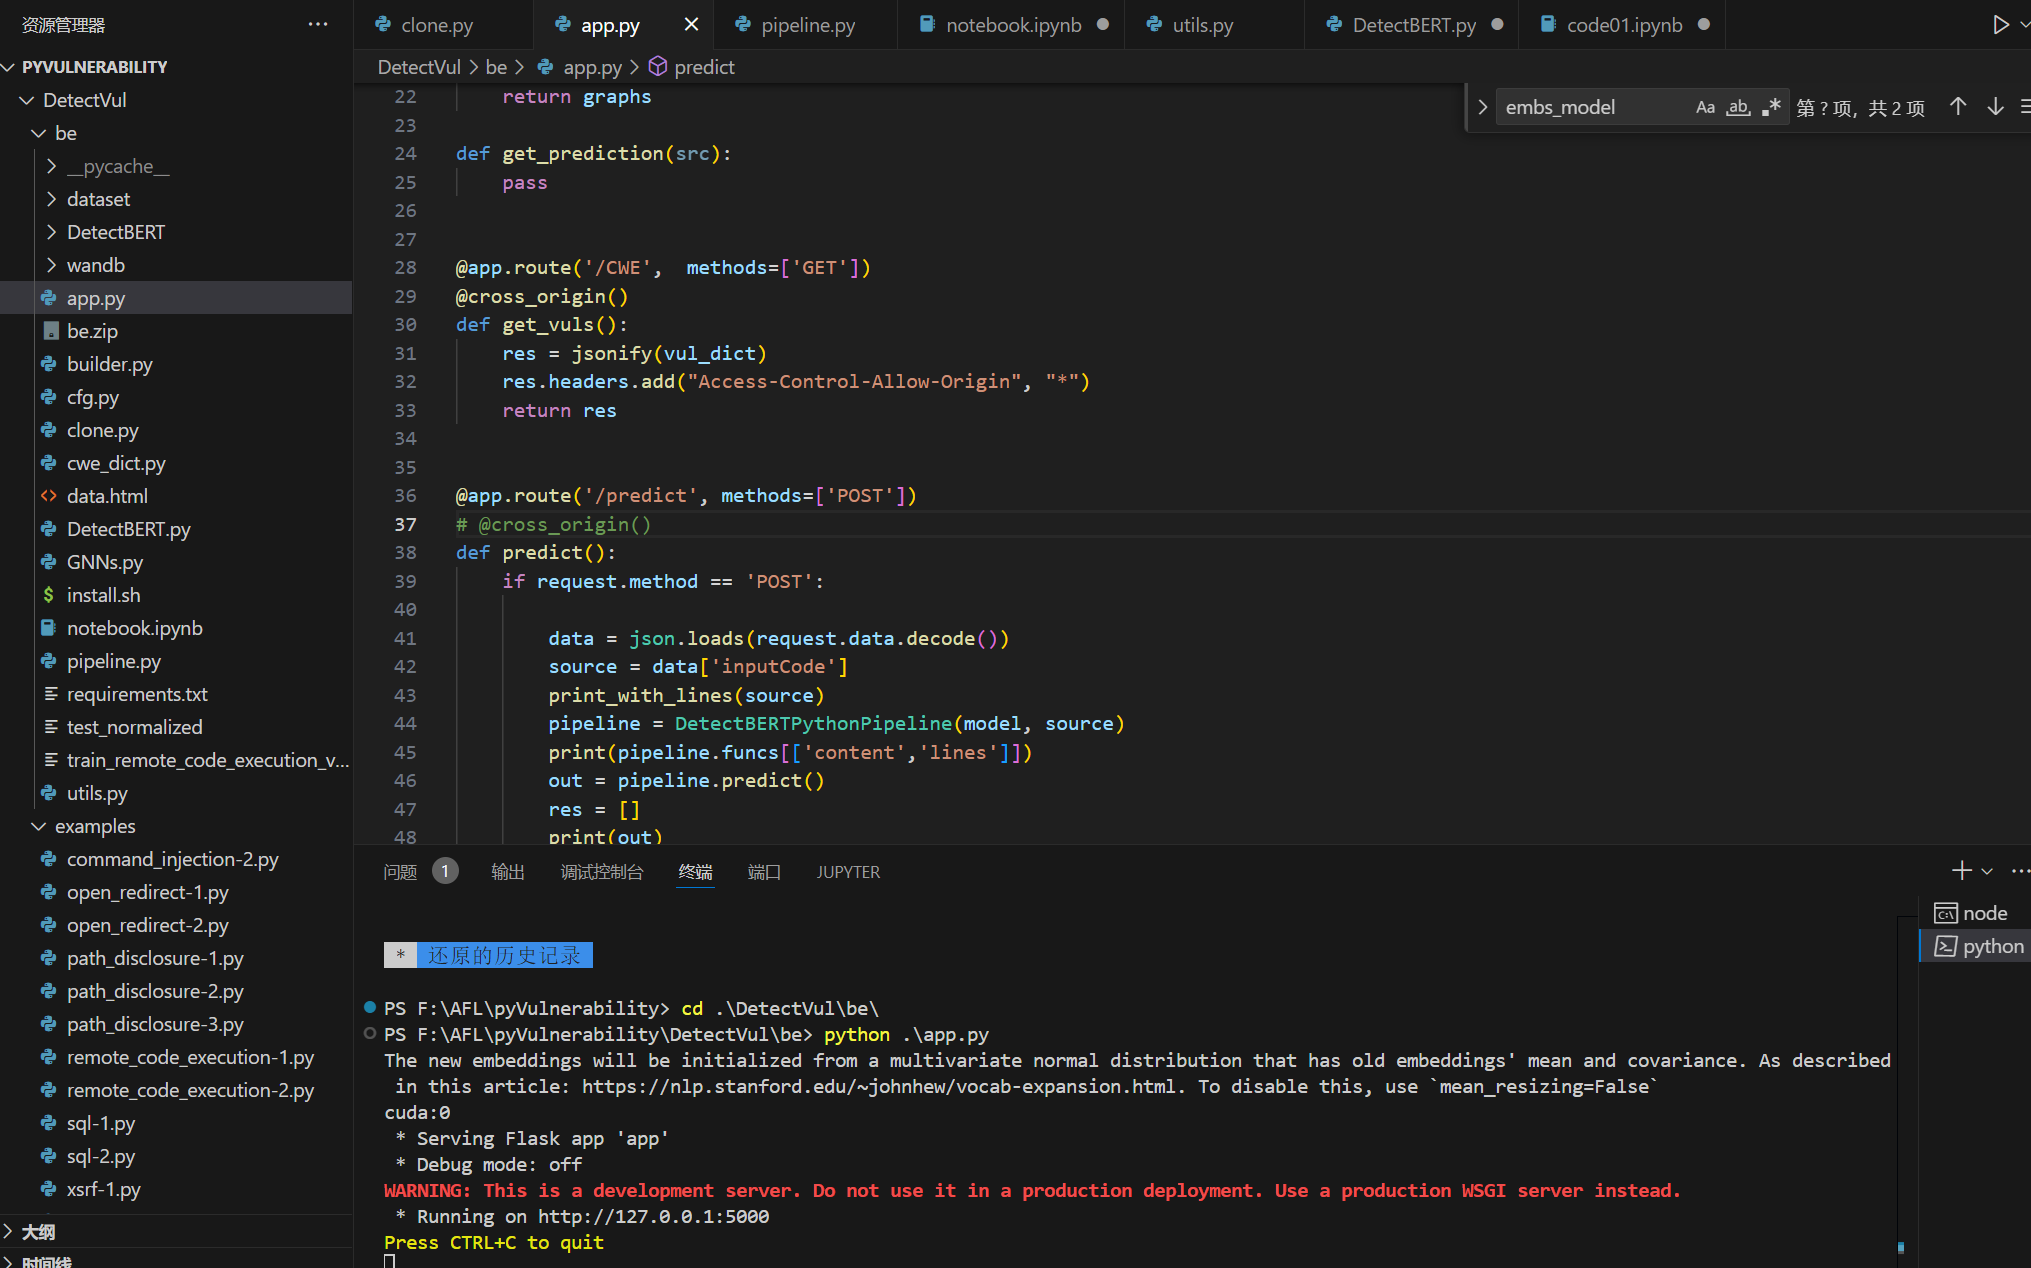 资源管理器
PYVULNERABILITY
DetectVul
be
__pycache__
dataset
DetectBERT
wandb
app.py
be.zip
builder.py
cfg.py
clone.py
cwe_dict.py
data.html
DetectBERT.py
GNNs.py
install.sh
notebook.ipynb
pipeline.py
requirements.txt
test_normalized
train_remote_code_execution_v...
utils.py
examples
command_injection-2.py
open_redirect-1.py
open_redirect-2.py
path_disclosure-1.py
path_disclosure-2.py
path_disclosure-3.py
remote_code_execution-1.py
remote_code_execution-2.py
sql-1.py
sql-2.py
xsrf-1.py
大纲
时间线
clone.py app.py pipeline.py notebook.ipynb utils.py DetectBERT.py code01.ipynb
DetectVul > be > app.py > predict
embs_model Aa ab .* 第 ? 项, 共 2 项
22     return graphs
23
24 def get_prediction(src):
25     pass
26
27
28 @app.route('/CWE',  methods=['GET'])
29 @cross_origin()
30 def get_vuls():
31     res = jsonify(vul_dict)
32     res.headers.add("Access-Control-Allow-Origin", "*")
33     return res
34
35
36 @app.route('/predict', methods=['POST'])
37 # @cross_origin()
38 def predict():
39     if request.method == 'POST':
40
41         data = json.loads(request.data.decode())
42         source = data['inputCode']
43         print_with_lines(source)
44         pipeline = DetectBERTPythonPipeline(model, source)
45         print(pipeline.funcs[['content','lines']])
46         out = pipeline.predict()
47         res = []
48         print(out)
问题 1 输出 调试控制台 终端 端口 JUPYTER
node
python
* 还原的历史记录
PS F:\AFL\pyVulnerability> cd .\DetectVul\be\
PS F:\AFL\pyVulnerability\DetectVul\be> python .\app.py
The new embeddings will be initialized from a multivariate normal distribution that has old embeddings' mean and covariance. As described
in this article: https://nlp.stanford.edu/~johnhew/vocab-expansion.html. To disable this, use `mean_resizing=False`
cuda:0
* Serving Flask app 'app'
* Debug mode: off
WARNING: This is a development server. Do not use it in a production deployment. Use a production WSGI server instead.
* Running on http://127.0.0.1:5000
Press CTRL+C to quit